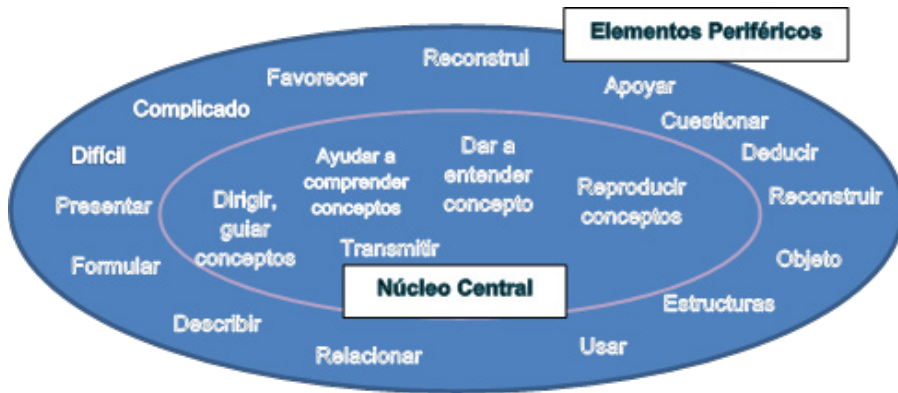 Elementos Periféricos
Reconstrui
Favorecer
Apoyar
Complicado
Cuestionar
Difícil
Deducir
Presentar
Reconstruir
Formular
Objeto
Describir
Estructuras
Relacionar
Usar
Dirigir,
guiar
conceptos
Ayudar a
comprender
conceptos
Dar a
entender
concepto
Reproducir
conceptos
Transmitir
Núcleo Central